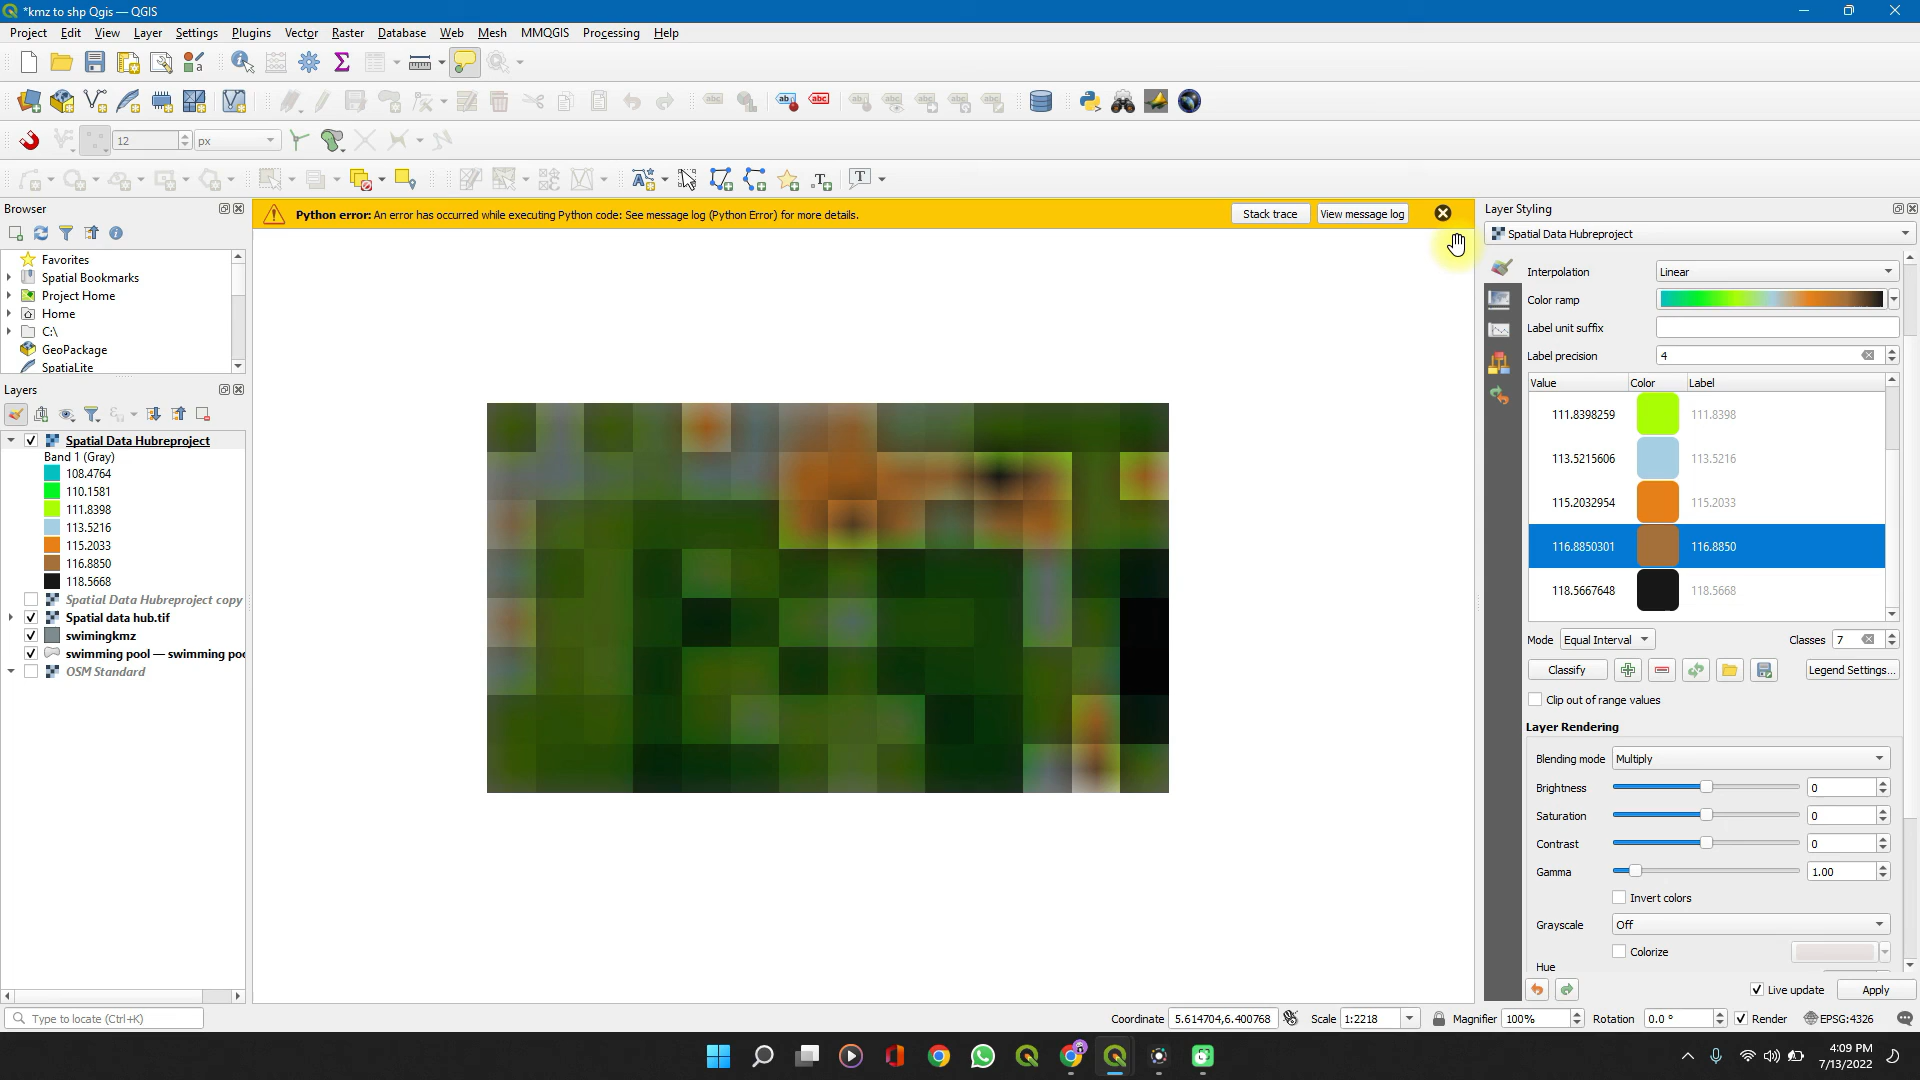 *kmz to shp Qgis — QGIS
Project Edit View Layer Settings Plugins Vector Raster Database Web Mesh MMQGIS Processing Help
12 px
Browser
Python error: An error has occurred while executing Python code: See message log (Python Error) for more details.
Stack trace
View message log
Favorites
Spatial Bookmarks
Project Home
Home
C:\
GeoPackage
SpatiaLite
Layers
Spatial Data Hubreproject
Band 1 (Gray)
108.4764
110.1581
111.8398
113.5216
115.2033
116.8850
118.5668
Spatial Data Hubreproject copy
Spatial data hub.tif
swimingkmz
swimming pool — swimming poo
OSM Standard
Layer Styling
Spatial Data Hubreproject
Interpolation Linear
Color ramp
Label unit suffix
Label precision 4
Value Color Label
111.8398259 111.8398
113.5215606 113.5216
115.2032954 115.2033
116.8850301 116.8850
118.5667648 118.5668
Mode Equal Interval Classes 7
Classify Legend Settings...
Clip out of range values
Layer Rendering
Blending mode Multiply
Brightness 0
Saturation 0
Contrast 0
Gamma 1.00
Invert colors
Grayscale Off
Colorize
Hue
Live update Apply
Type to locate (Ctrl+K)
Coordinate 5.614704,6.400768 Scale 1:2218 Magnifier 100% Rotation 0.0 ° Render EPSG:4326
4:09 PM
7/13/2022